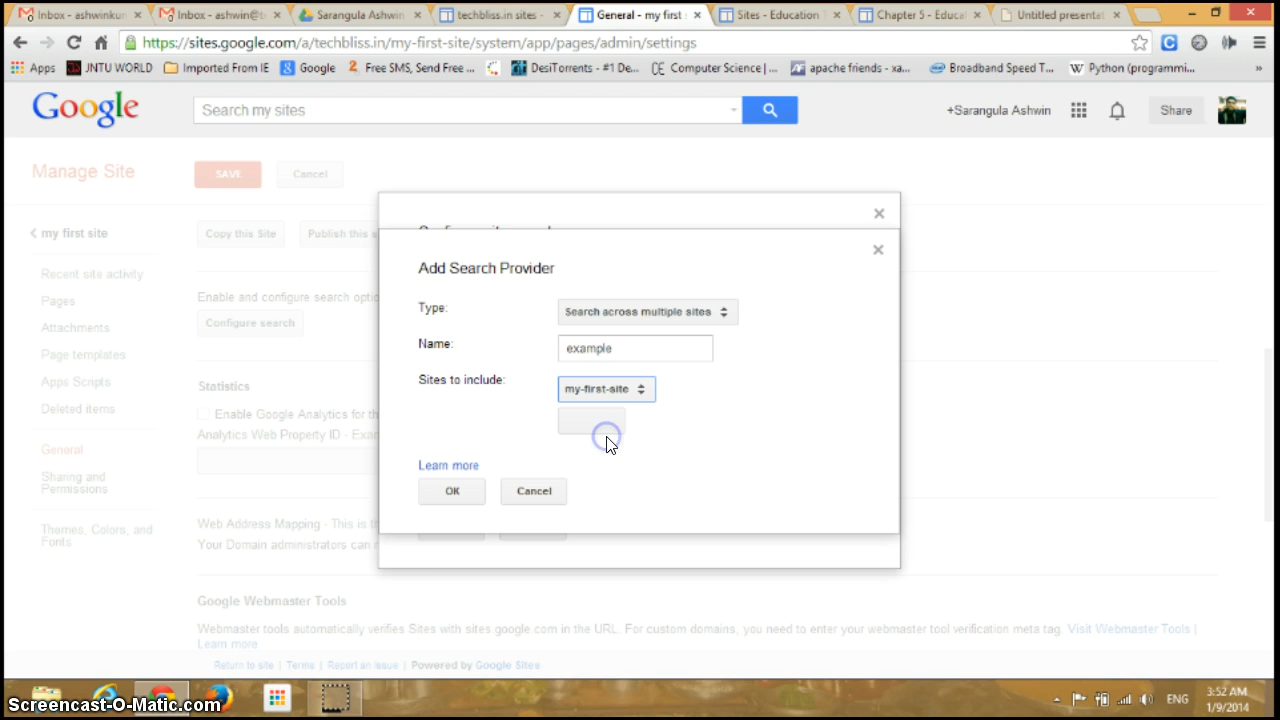 Inbox - ashwinkun
Inbox - ashwin@t
Sarangula Ashwin
techbliss.in sites -
General - my first
Sites - Education
Chapter 5 - Educa
Untitled presentat
https://sites.google.com/a/techbliss.in/my-first-site/system/app/pages/admin/settings
Apps
JNTU WORLD
Imported From IE
Google
Free SMS, Send Free ...
DesiTorrents - #1 De...
Computer Science | ...
apache friends - xa...
Broadband Speed T...
Python (programmi...
»
Google
Search my sites
+Sarangula Ashwin
Share
Manage Site
SAVE
Cancel
my first site
Copy this Site
Publish this s
Recent site activity
Pages
Attachments
Page templates
Apps Scripts
Deleted items
General
Sharing and
Permissions
Themes, Colors, and
Fonts
Enable and configure search optio
Configure search
Statistics
Enable Google Analytics for th
Analytics Web Property ID - Exa
Web Address Mapping - This is th
Your Domain administrators can r
Google Webmaster Tools
Webmaster tools automatically verifies Sites with sites.google.com in the URL. For custom domains, you need to enter your webmaster tool verification meta tag. Visit Webmaster Tools |
Learn more
Add Search Provider
Type:
Search across multiple sites
Name:
example
Sites to include:
my-first-site
Learn more
OK
Cancel
Return to site | Terms | Report an Issue | Powered by Google Sites
ENG
3:52 AM
1/9/2014
Screencast-O-Matic.com